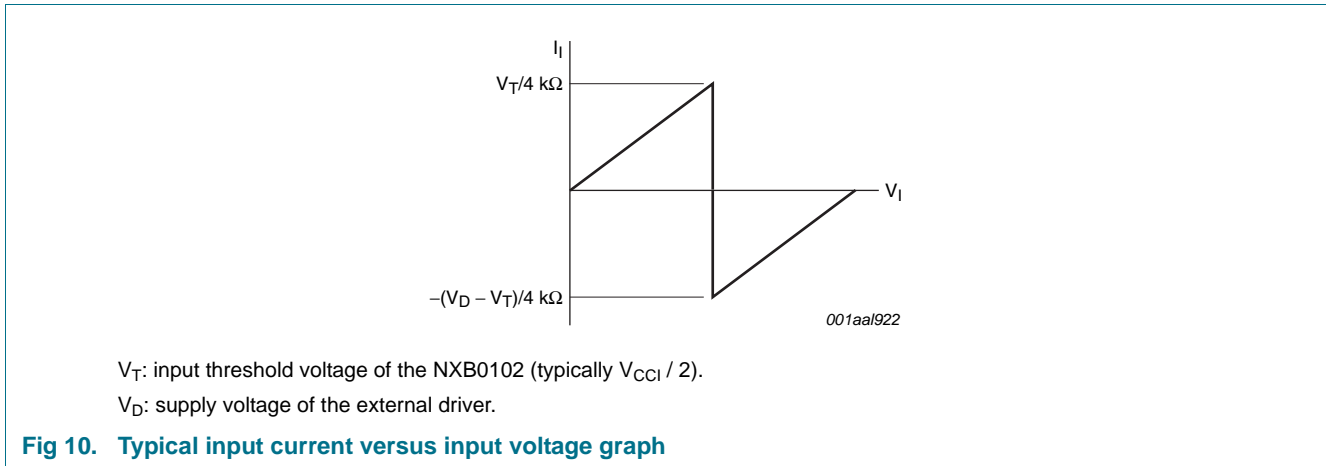 I_I
V_T/4 kΩ
V_I
−(V_D − V_T)/4 kΩ
001aal922
V_T: input threshold voltage of the NXB0102 (typically V_CCI / 2).
V_D: supply voltage of the external driver.
Fig 10. Typical input current versus input voltage graph